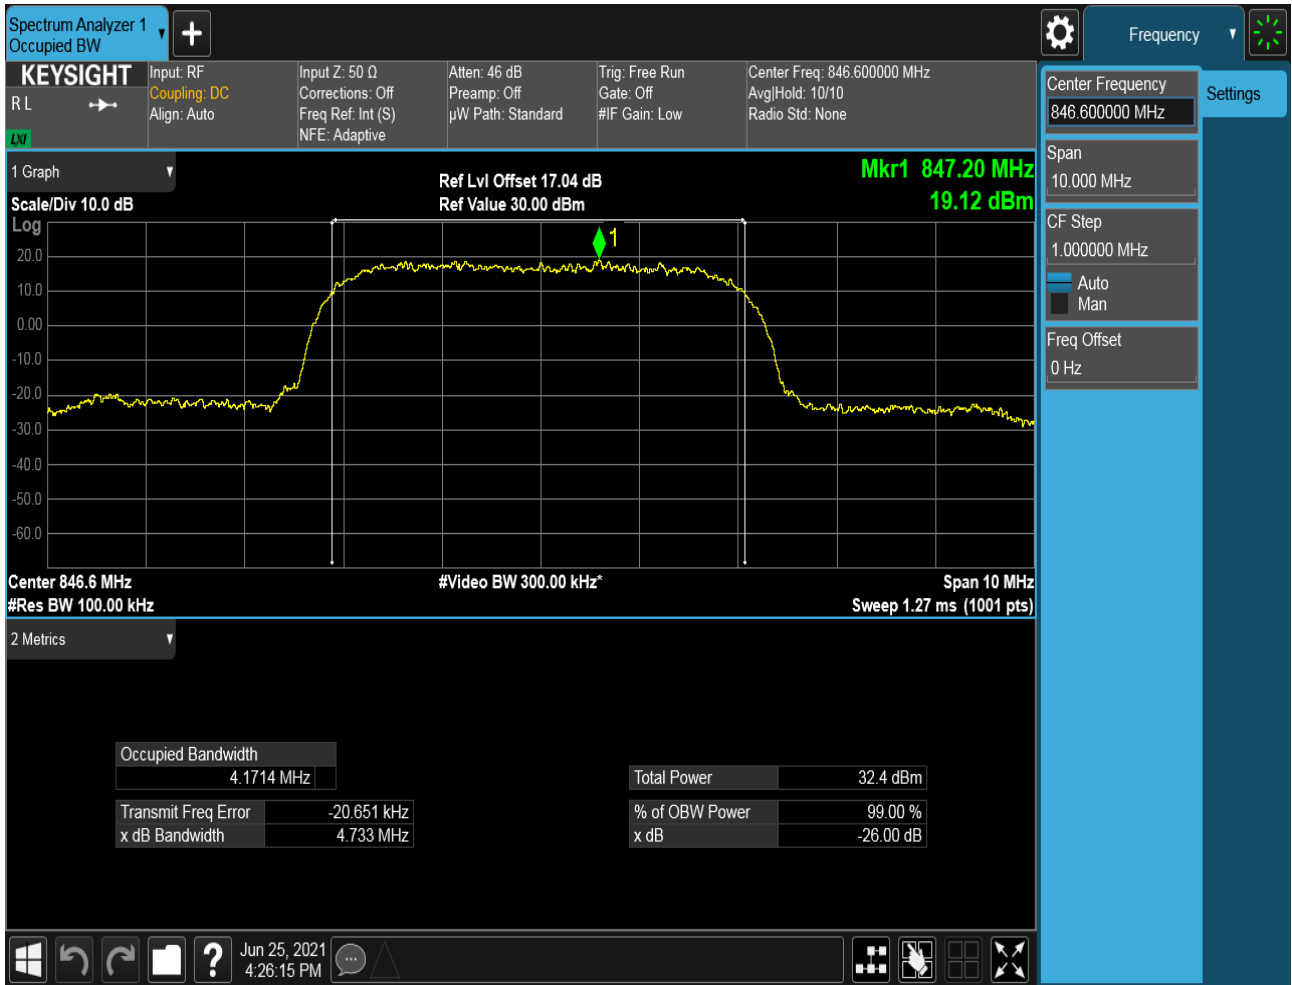 Spectrum Analyzer 1
Occupied BW
Frequency
KEYSIGHT
R L
LXI
Input: RF
Coupling: DC
Align: Auto
Input Z: 50 Ω
Corrections: Off
Freq Ref: Int (S)
NFE: Adaptive
Atten: 46 dB
Preamp: Off
µW Path: Standard
Trig: Free Run
Gate: Off
#IF Gain: Low
Center Freq: 846.600000 MHz
Avg|Hold: 10/10
Radio Std: None
Center Frequency
846.600000 MHz
Settings
Span
10.000 MHz
CF Step
1.000000 MHz
Auto
Man
Freq Offset
0 Hz
1 Graph
Ref Lvl Offset 17.04 dB
Mkr1 847.20 MHz
Scale/Div 10.0 dB
Ref Value 30.00 dBm
19.12 dBm
Log
1
20.0
10.0
0.00
-10.0
-20.0
-30.0
-40.0
-50.0
-60.0
Center 846.6 MHz
#Video BW 300.00 kHz*
Span 10 MHz
#Res BW 100.00 kHz
Sweep 1.27 ms (1001 pts)
2 Metrics
Occupied Bandwidth
4.1714 MHz
Total Power 32.4 dBm
Transmit Freq Error -20.651 kHz
% of OBW Power 99.00 %
x dB Bandwidth 4.733 MHz
x dB -26.00 dB
?
Jun 25, 2021
4:26:15 PM